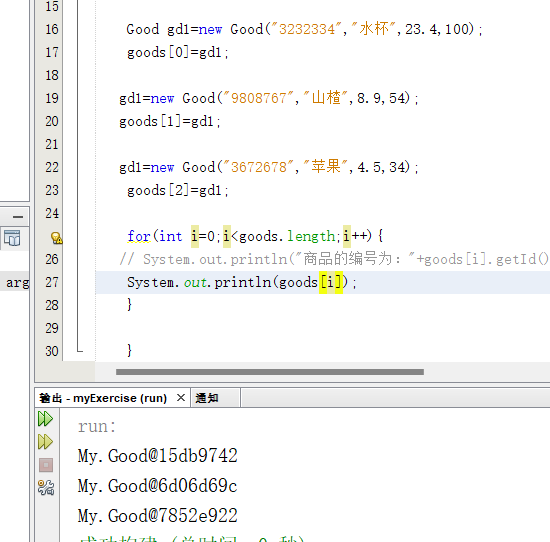 15
16 Good gd1=new Good("3232334","水杯",23.4,100);
17 goods[0]=gd1;
18
19 gd1=new Good("9808767","山楂",8.9,54);
20 goods[1]=gd1;
21
22 gd1=new Good("3672678","苹果",4.5,34);
23 goods[2]=gd1;
24
for(int i=0;i<goods.length;i++){
26 // System.out.println("商品的编号为："+goods[i].getId()
arg
27 System.out.println(goods[i]);
28 }
29
30 }
输出 - myExercise (run) × 通知
run:
My.Good@15db9742
My.Good@6d06d69c
My.Good@7852e922